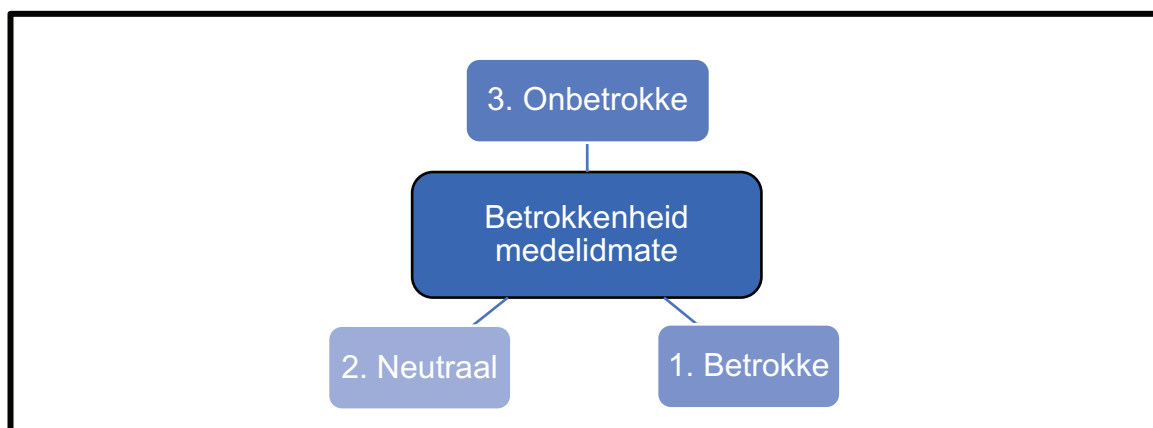 3. Onbetrokke
Betrokkenheid
medelidmate
2. Neutraal
1. Betrokke